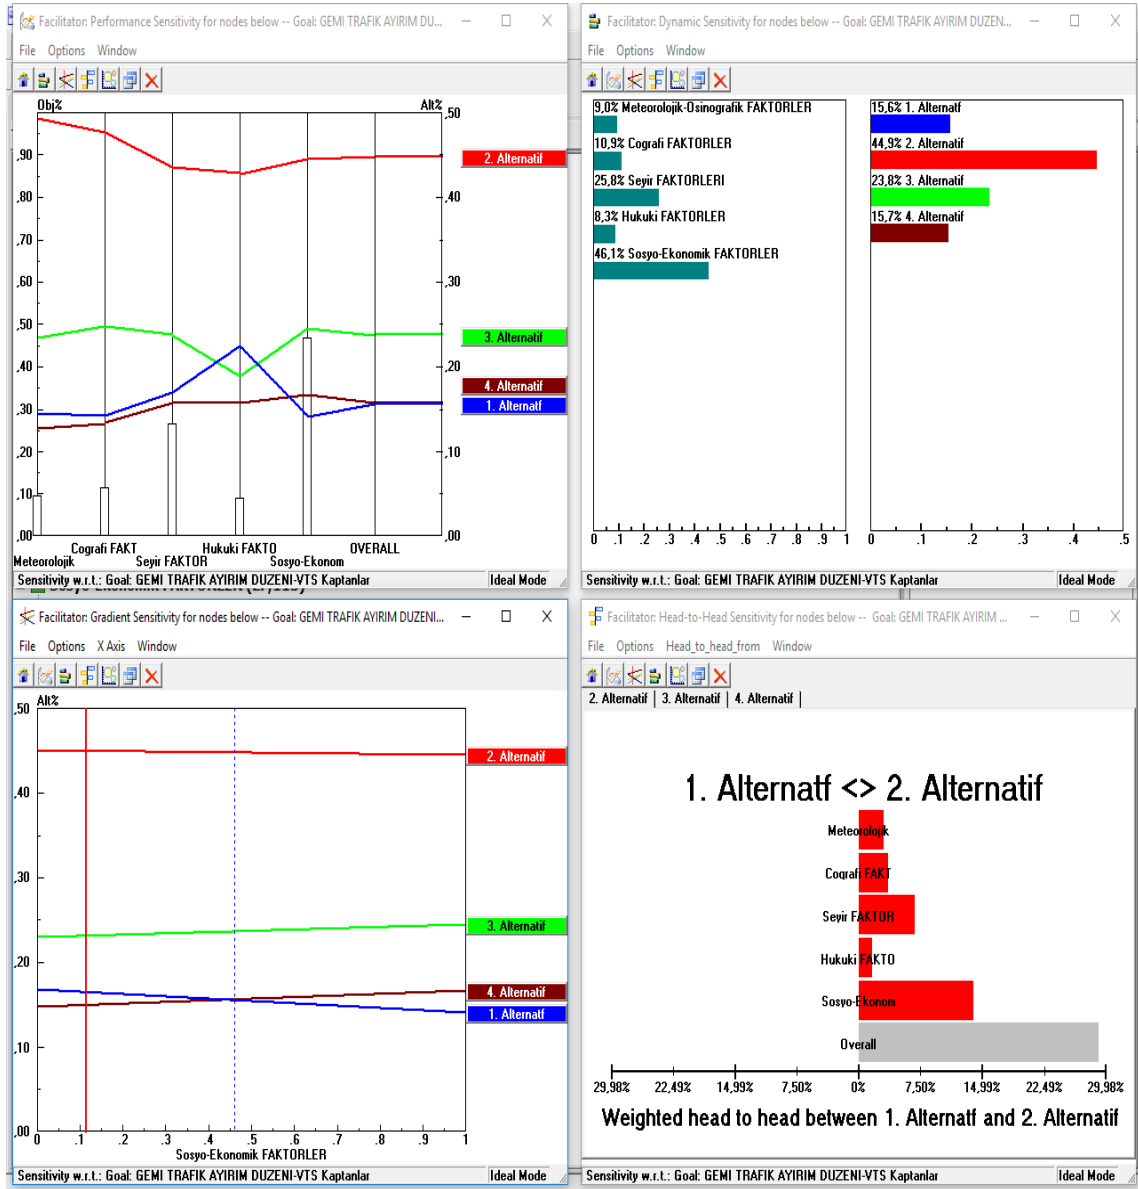 Facilitator: Performance Sensitivity for nodes below -- Goal: GEMI TRAFIK AYIRIM DU...
File Options Window
Obj%
Alt%
,90
,80
,70
,60
,50
,40
,30
,20
,10
,00
,50
,40
,30
,20
,10
,00
2. Alternatif
3. Alternatif
4. Alternatif
1. Alternatf
Cografi FAKT Hukuki FAKTO OVERALL
Meteorolojik Seyir FAKTOR Sosyo-Ekonom
Sensitivity w.r.t.: Goal: GEMI TRAFIK AYIRIM DUZENI-VTS Kaptanlar Ideal Mode
Facilitator: Dynamic Sensitivity for nodes below -- Goal: GEMI TRAFIK AYIRIM DU...
File Options Window
9,0% Meteorolojik-Osinografik FAKTORLER
10,9% Cografi FAKTORLER
25,8% Seyir FAKTORLERI
8,3% Hukuki FAKTORLER
46,1% Sosyo-Ekonomik FAKTORLER
0 .1 .2 .3 .4 .5 .6 .7 .8 .9 1
15,6% 1. Alternatf
44,9% 2. Alternatif
23,8% 3. Alternatif
15,7% 4. Alternatif
0 .1 .2 .3 .4 .5
Sensitivity w.r.t.: Goal: GEMI TRAFIK AYIRIM DUZENI-VTS Kaptanlar Ideal Mode
Facilitator: Gradient Sensitivity for nodes below -- Goal: GEMI TRAFIK AYIRIM DUZENI...
File Options X Axis Window
Alt%
,50
,40
,30
,20
,10
,00
2. Alternatif
3. Alternatif
4. Alternatif
1. Alternatf
0 .1 .2 .3 .4 .5 .6 .7 .8 .9 1
Sosyo-Ekonomik FAKTORLER
Sensitivity w.r.t.: Goal: GEMI TRAFIK AYIRIM DUZENI-VTS Kaptanlar Ideal Mode
Facilitator: Head-to-Head Sensitivity for nodes below -- Goal: GEMI TRAFIK AYIRIM ...
File Options Head_to_head_from Window
2. Alternatif | 3. Alternatif | 4. Alternatif |
1. Alternatf <> 2. Alternatif
Meteorolojik
Cografi FAKT
Seyir FAKTOR
Hukuki FAKTO
Sosyo-Ekonom
Overall
29,98% 22,49% 14,99% 7,50% 0% 7,50% 14,99% 22,49% 29,98%
Weighted head to head between 1. Alternatf and 2. Alternatif
Sensitivity w.r.t.: Goal: GEMI TRAFIK AYIRIM DUZENI-VTS Kaptanlar Ideal Mode